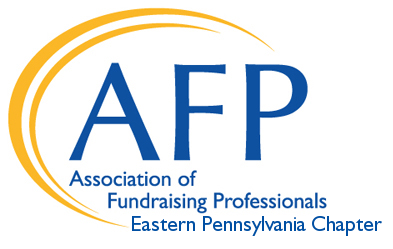 AFP
Association of
Fundraising Professionals
Eastern Pennsylvania Chapter